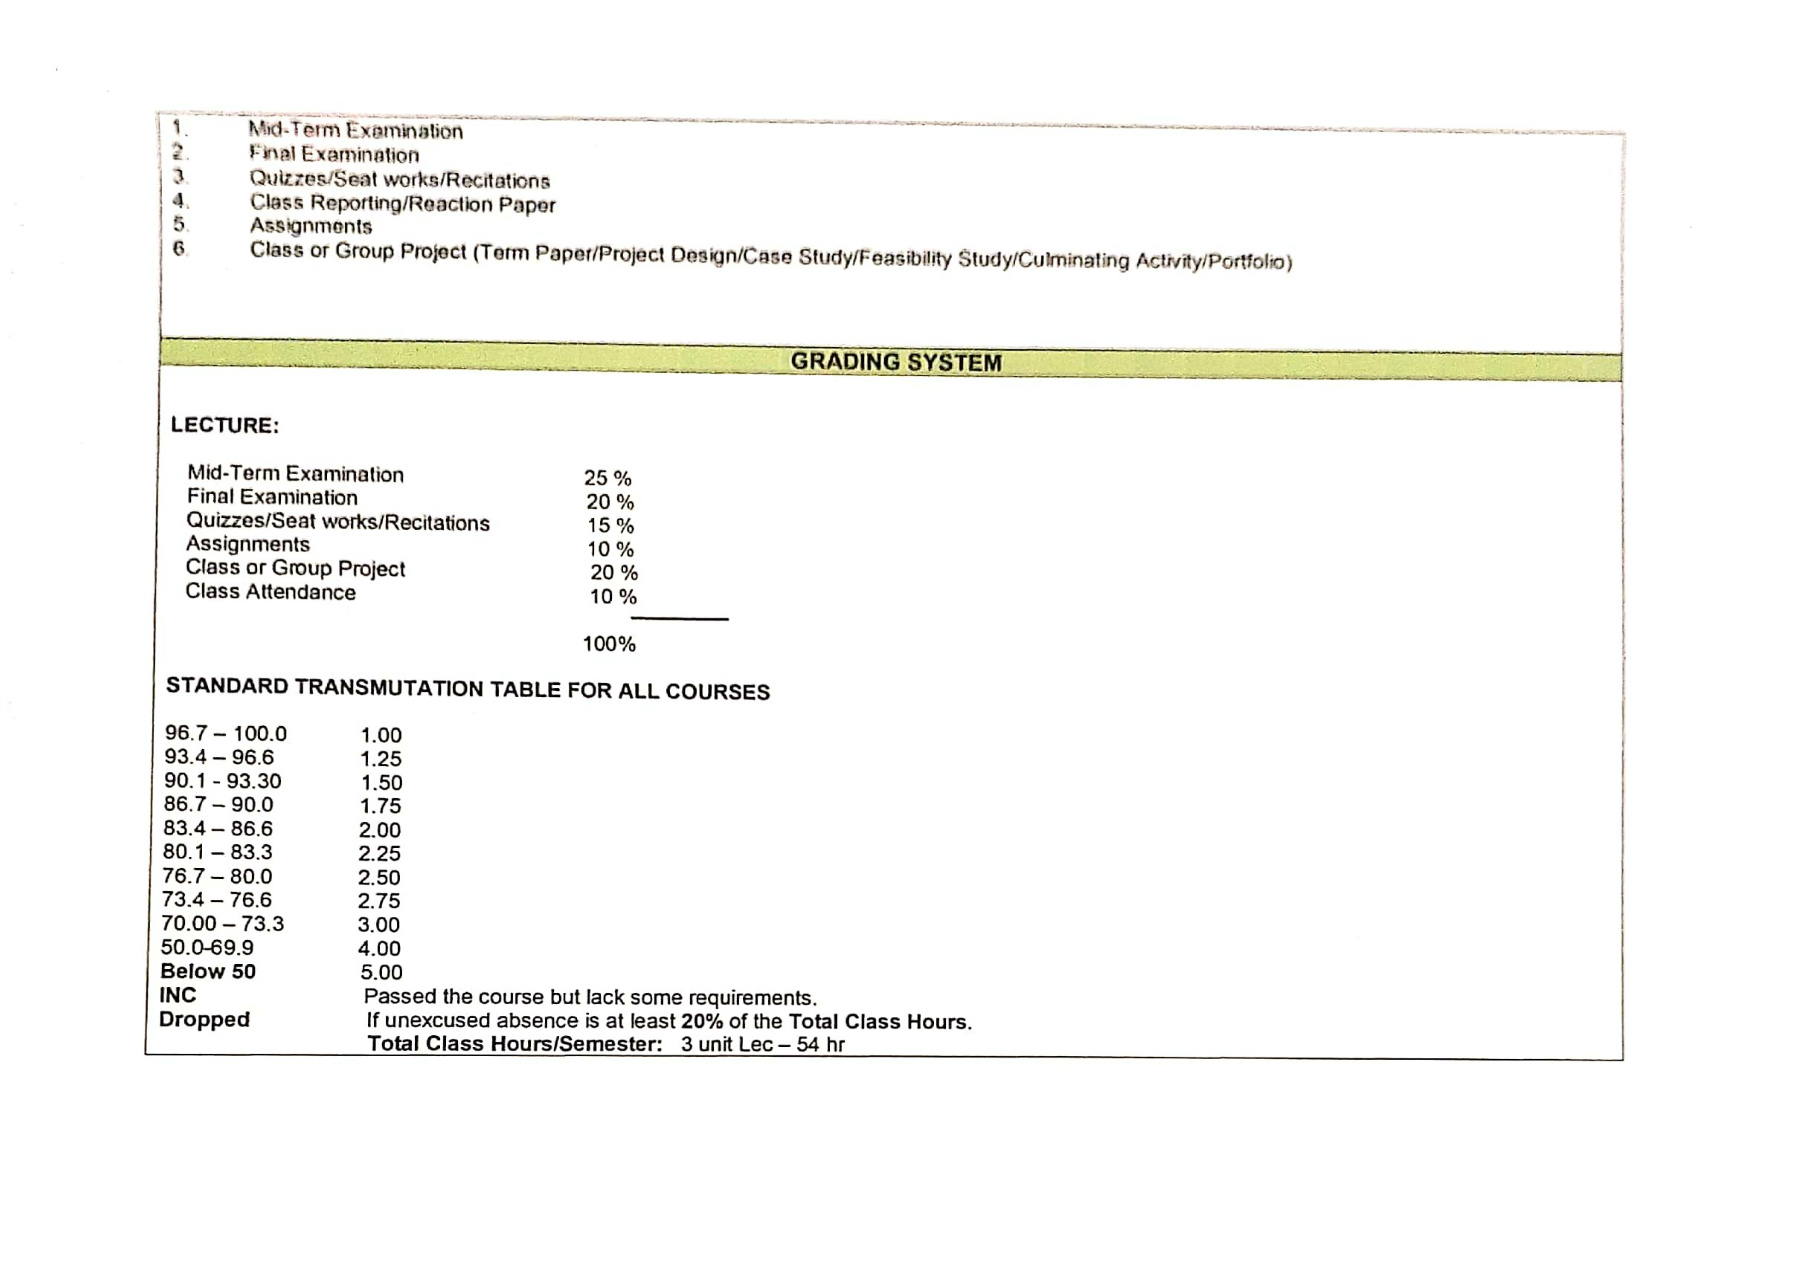 1. Mid-Term Examination
2. Final Examination
3. Quizzes/Seat works/Recitations
4. Class Reporting/Reaction Paper
5. Assignments
6. Class or Group Project (Term Paper/Project Design/Case Study/Feasibility Study/Culminating Activity/Portfolio)
GRADING SYSTEM
LECTURE:
Mid-Term Examination 25 %
Final Examination 20 %
Quizzes/Seat works/Recitations 15 %
Assignments 10 %
Class or Group Project 20 %
Class Attendance 10 %
100%
STANDARD TRANSMUTATION TABLE FOR ALL COURSES
96.7 – 100.0 1.00
93.4 – 96.6 1.25
90.1 - 93.30 1.50
86.7 – 90.0 1.75
83.4 – 86.6 2.00
80.1 – 83.3 2.25
76.7 – 80.0 2.50
73.4 – 76.6 2.75
70.00 – 73.3 3.00
50.0-69.9 4.00
Below 50 5.00
INC Passed the course but lack some requirements.
Dropped If unexcused absence is at least 20% of the Total Class Hours.
Total Class Hours/Semester: 3 unit Lec – 54 hr